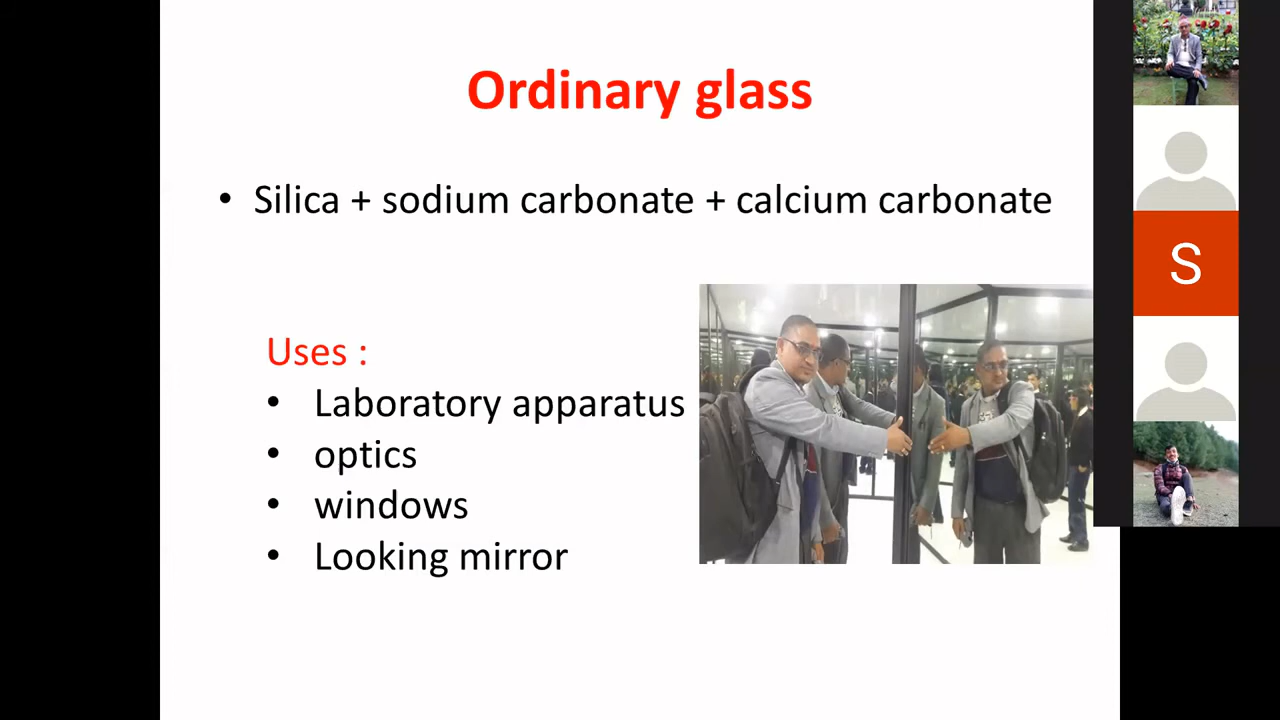 Ordinary glass
• Silica + sodium carbonate + calcium carbonate
Uses :
• Laboratory apparatus
• optics
• windows
• Looking mirror
S